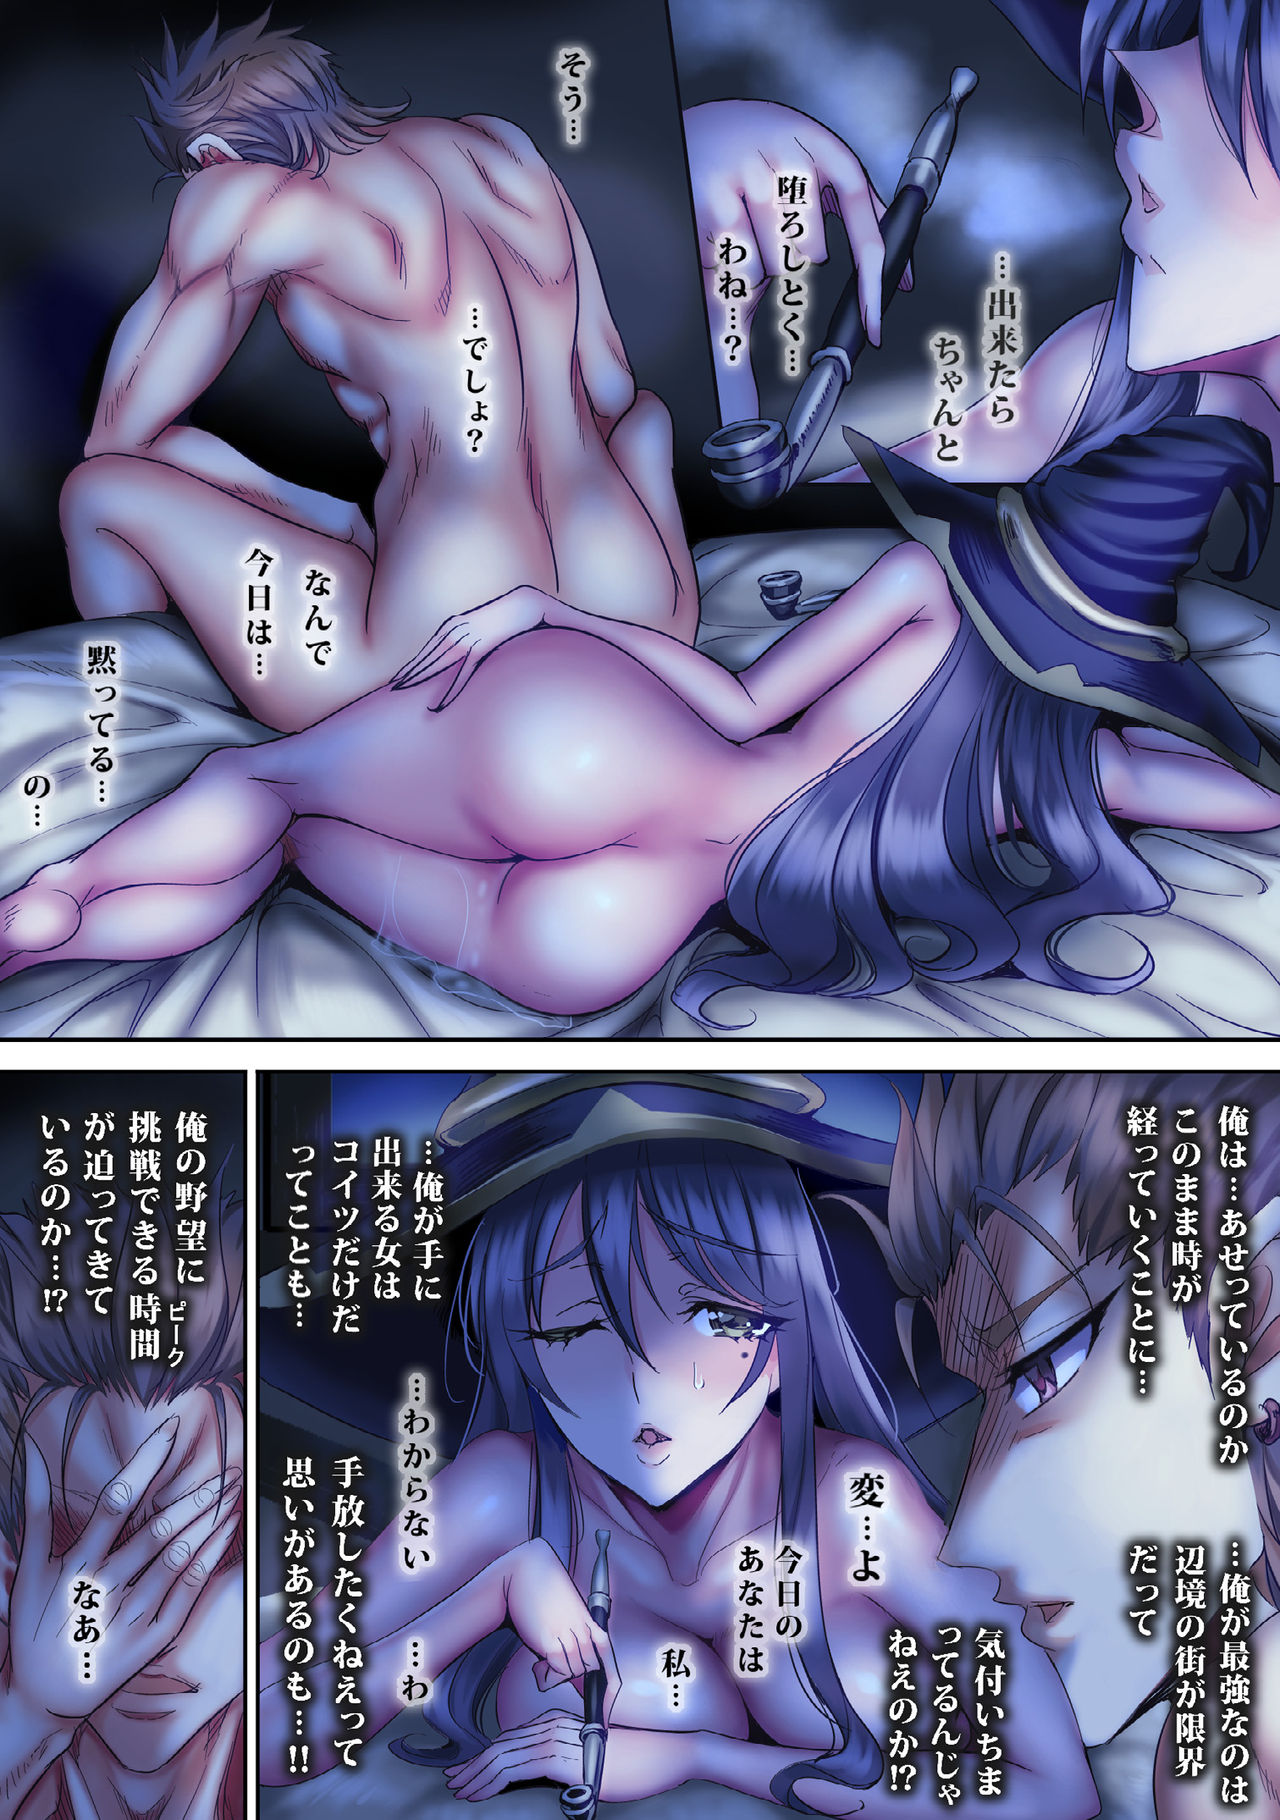 …出来たら
ちゃんと
堕ろしとく…
わね…?
そう…
…でしょ?
なんで
今日は…
黙ってる…
の…
俺は…あせっているのか
このまま時が
経っていくことに…
…俺が最強なのは
辺境の街が限界
だって
気付いちま
ってるんじゃ
ねえのか!?
変…よ
今日の
あなたは
私…
…俺が手に
出来る女は
コイツだけだ
ってことも…
…わからない
…わ
手放したくねえって
思いがあるのも…!!
俺の野望に
挑戦できる時間
ピーク
が迫ってきて
いるのか…!?
なあ…